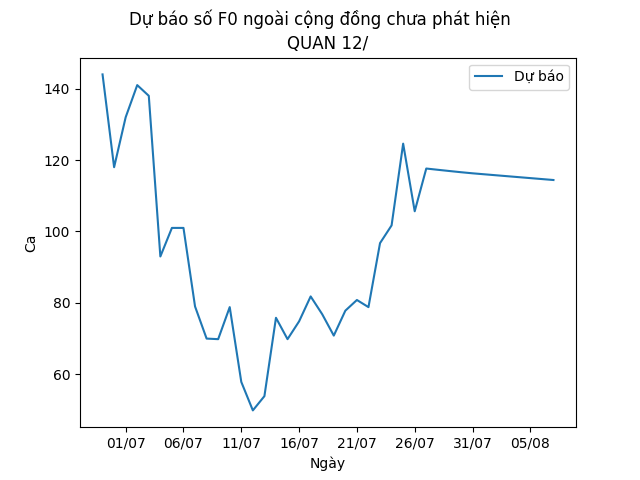 Dự báo số F0 ngoài cộng đồng chưa phát hiện
QUAN 12/
Dự báo
140
120
100
80
60
Ca
01/07 06/07 11/07 16/07 21/07 26/07 31/07 05/08
Ngày